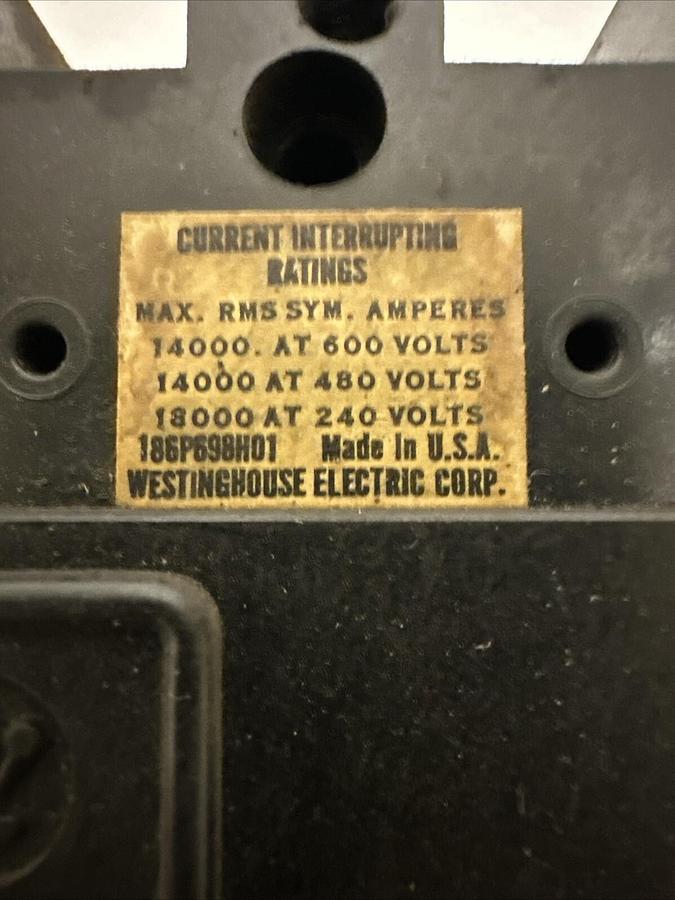 CURRENT INTERRUPTING
RATINGS
MAX. RMS SYM. AMPERES
14000. AT 600 VOLTS
14000 AT 480 VOLTS
18000 AT 240 VOLTS
186P698H01 Made In U.S.A.
WESTINGHOUSE ELECTRIC CORP.